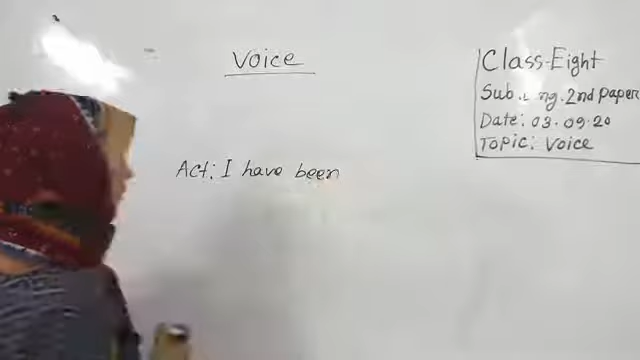 Voice
Class-Eight
Sub: Eng. 2nd paper
Date: 03.09.20
Topic: Voice
Act: I have been